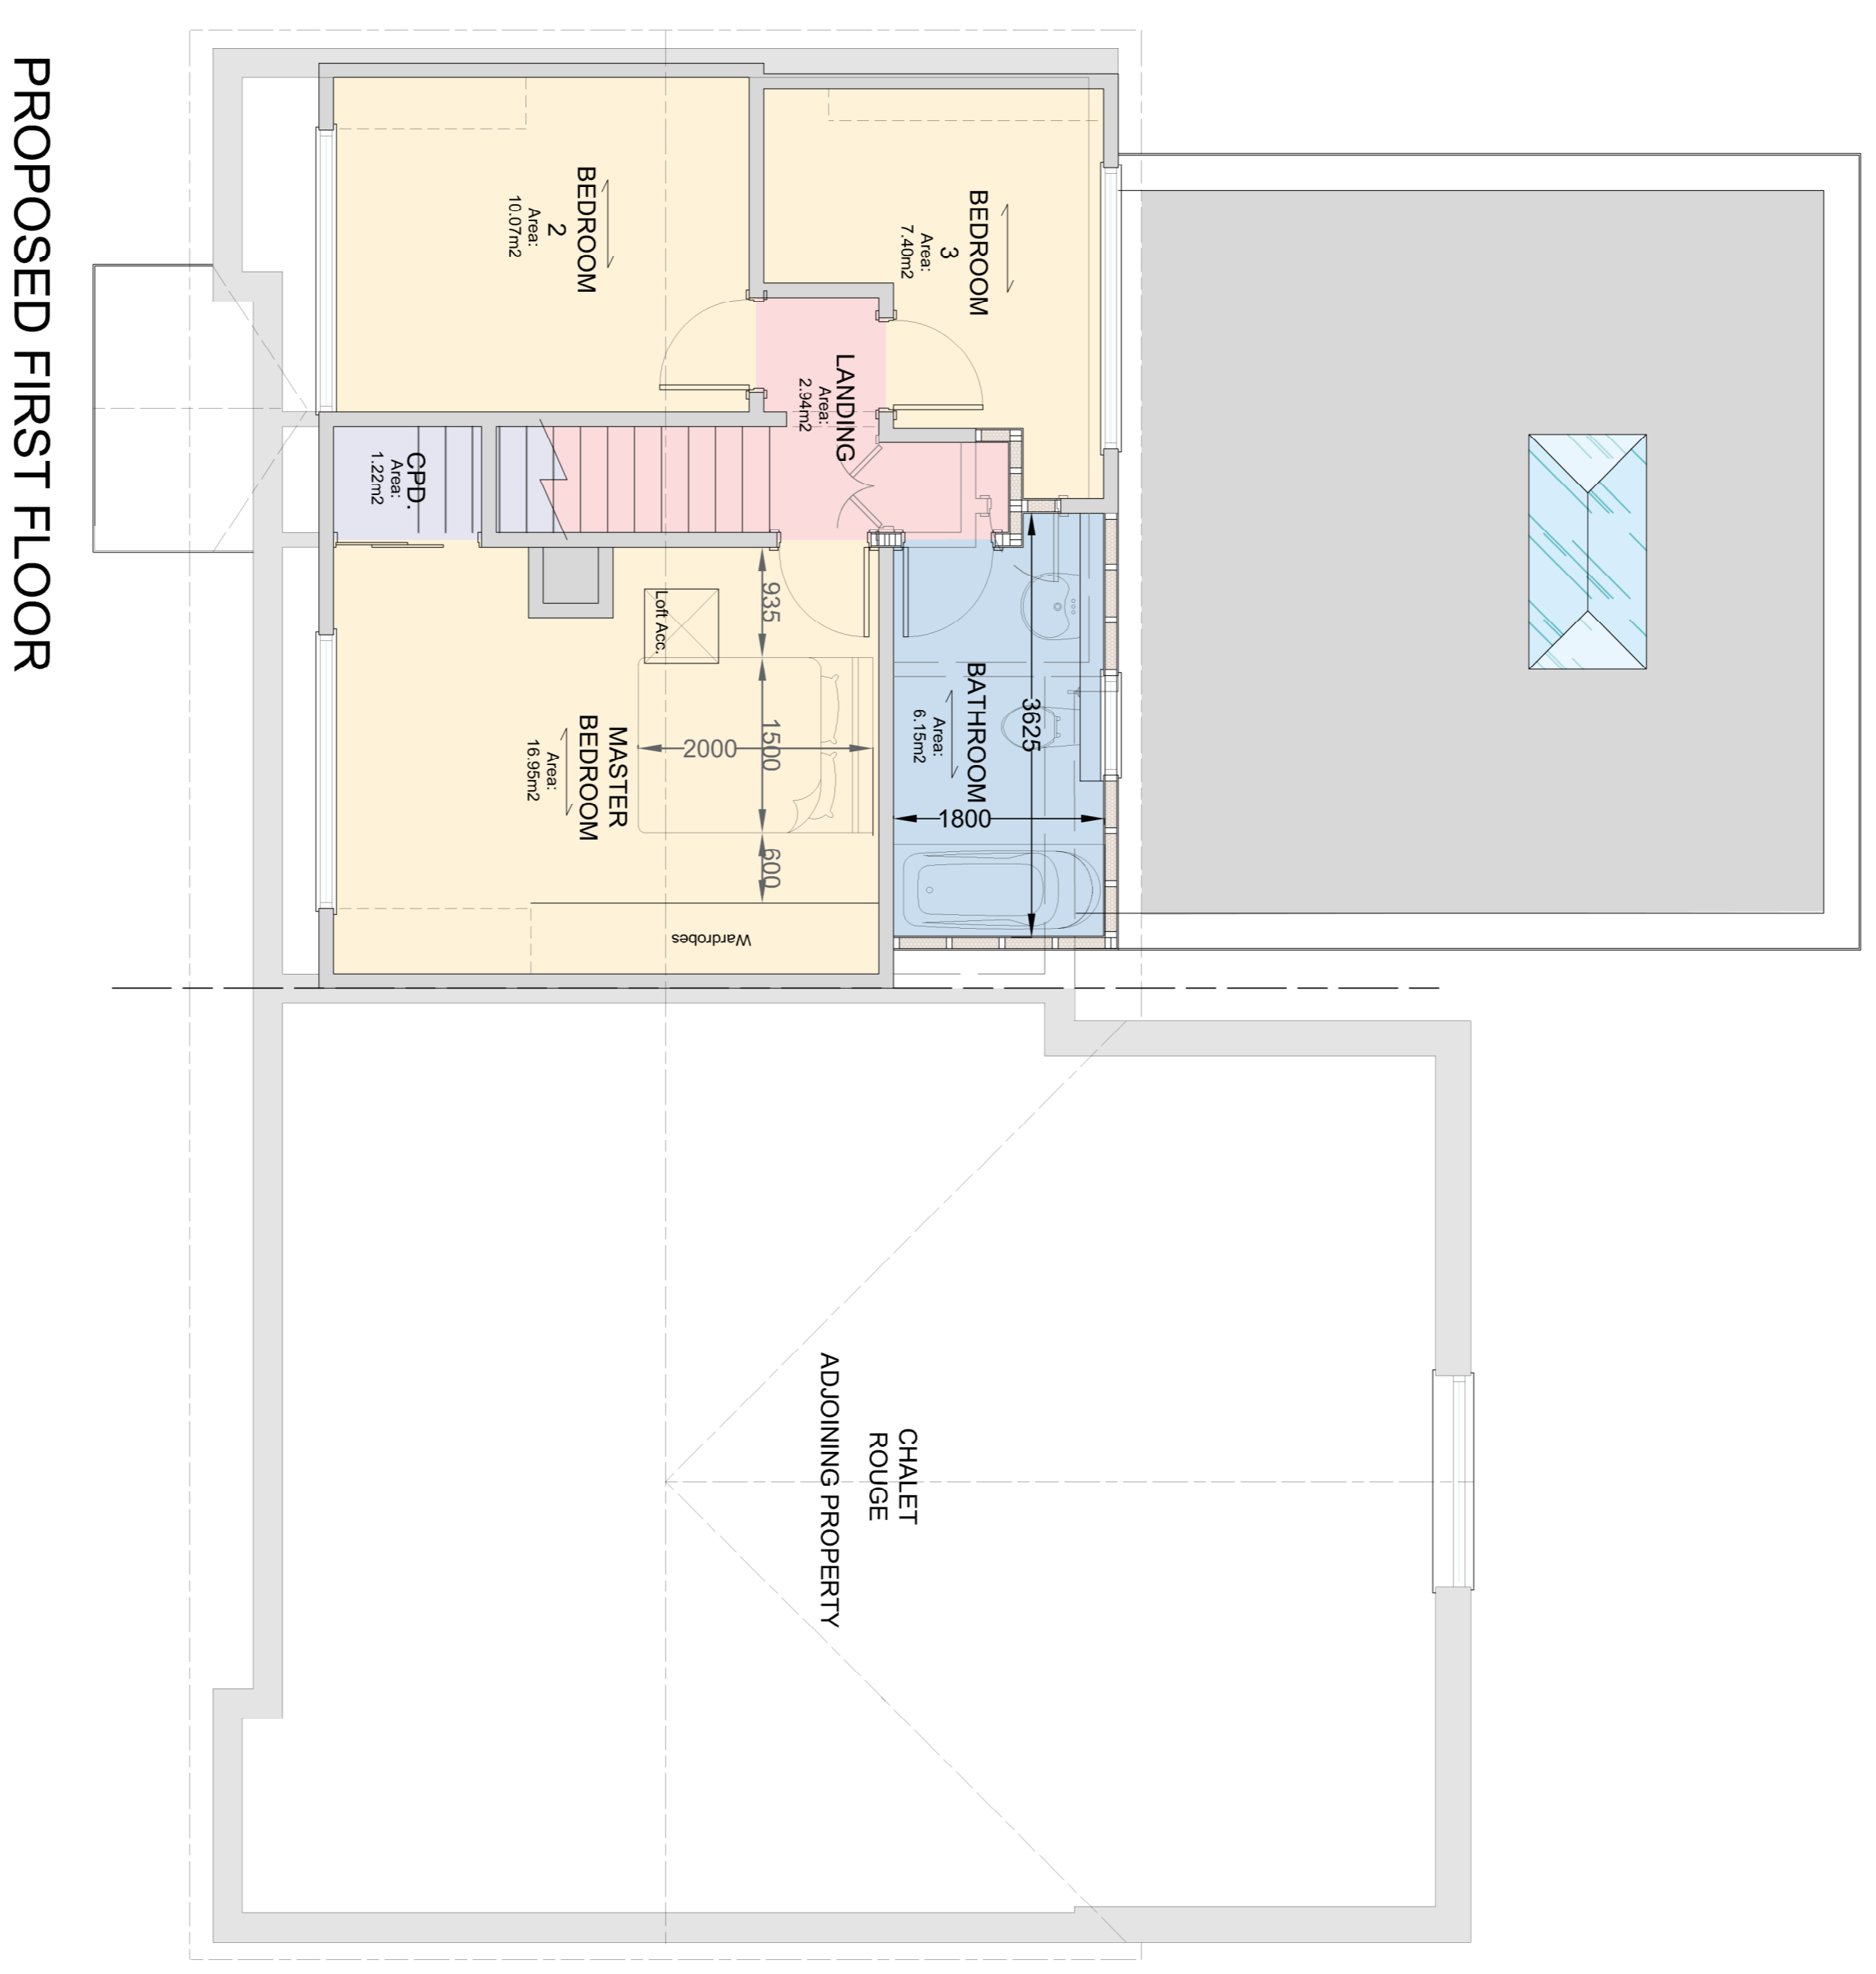 PROPOSED FIRST FLOOR
BEDROOM
3
Area:
7.40m2
BEDROOM
2
Area:
10.07m2
LANDING
Area:
2.94m2
CPD.
Area:
1.22m2
BATHROOM
Area:
6.15m2
3625
1800
935
1500
600
2000
Loft Acc.
MASTER
BEDROOM
Area:
16.95m2
Wardrobes
CHALET
ROUGE
ADJOINING PROPERTY